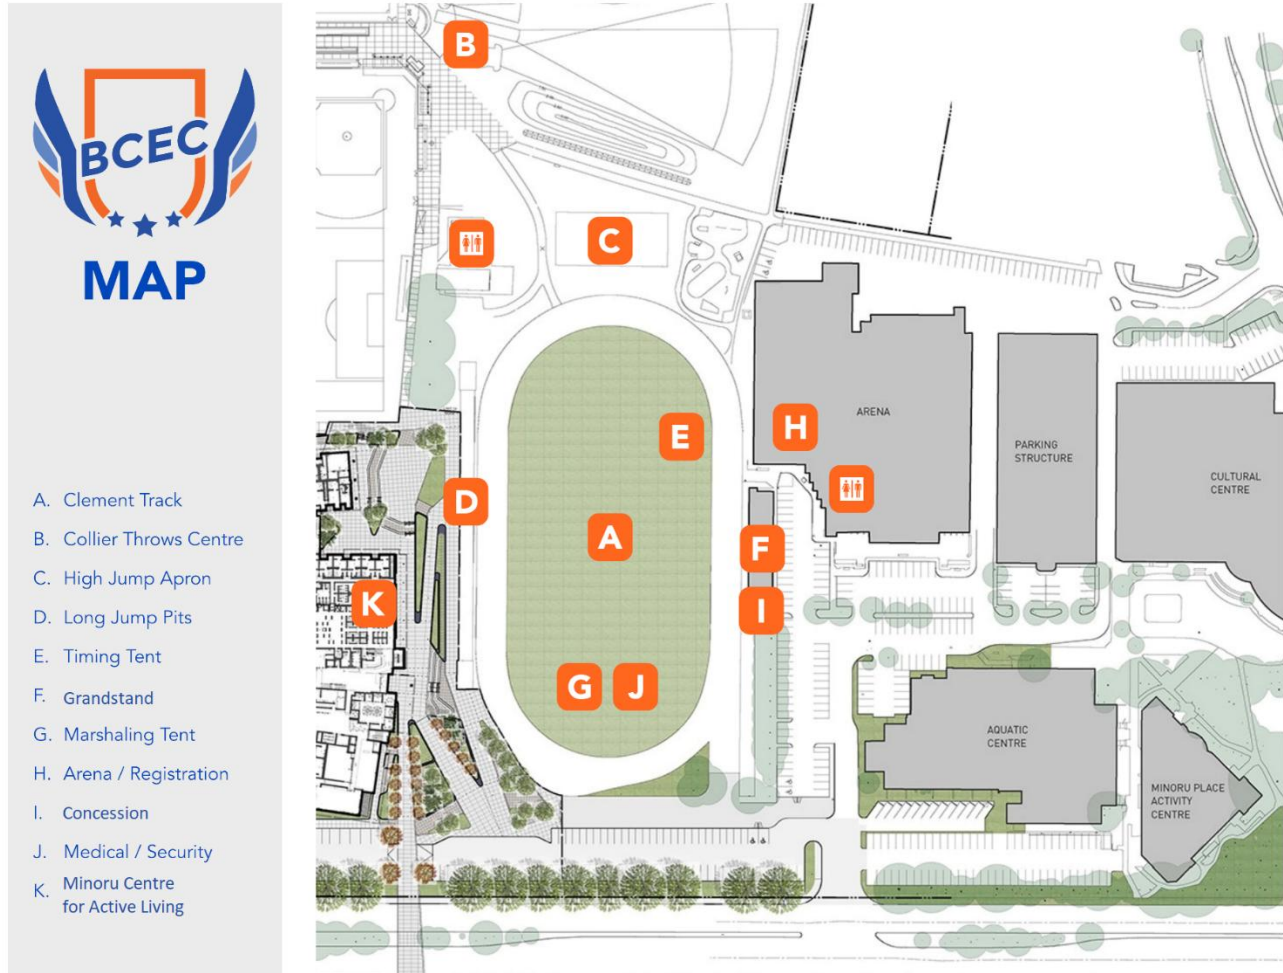 BCEC
MAP
A. Clement Track
B. Collier Throws Centre
C. High Jump Apron
D. Long Jump Pits
E. Timing Tent
F. Grandstand
G. Marshaling Tent
H. Arena / Registration
I. Concession
J. Medical / Security
K. Minoru Centre
for Active Living
B
C
E
H
ARENA
PARKING
STRUCTURE
CULTURAL
CENTRE
D
A
F
K
I
G
J
AQUATIC
CENTRE
MINORU PLACE
ACTIVITY
CENTRE